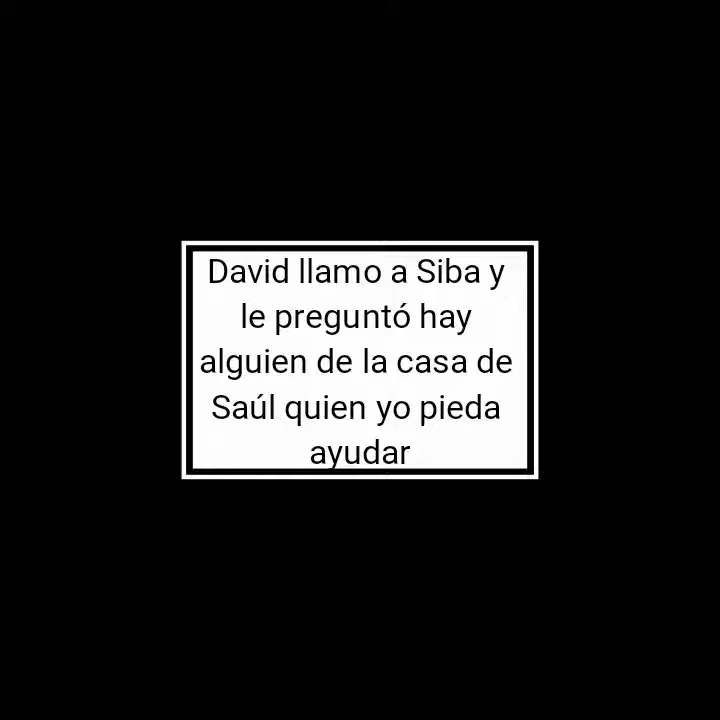 David llamo a Siba y
le preguntó hay
alguien de la casa de
Saúl quien yo pieda
ayudar